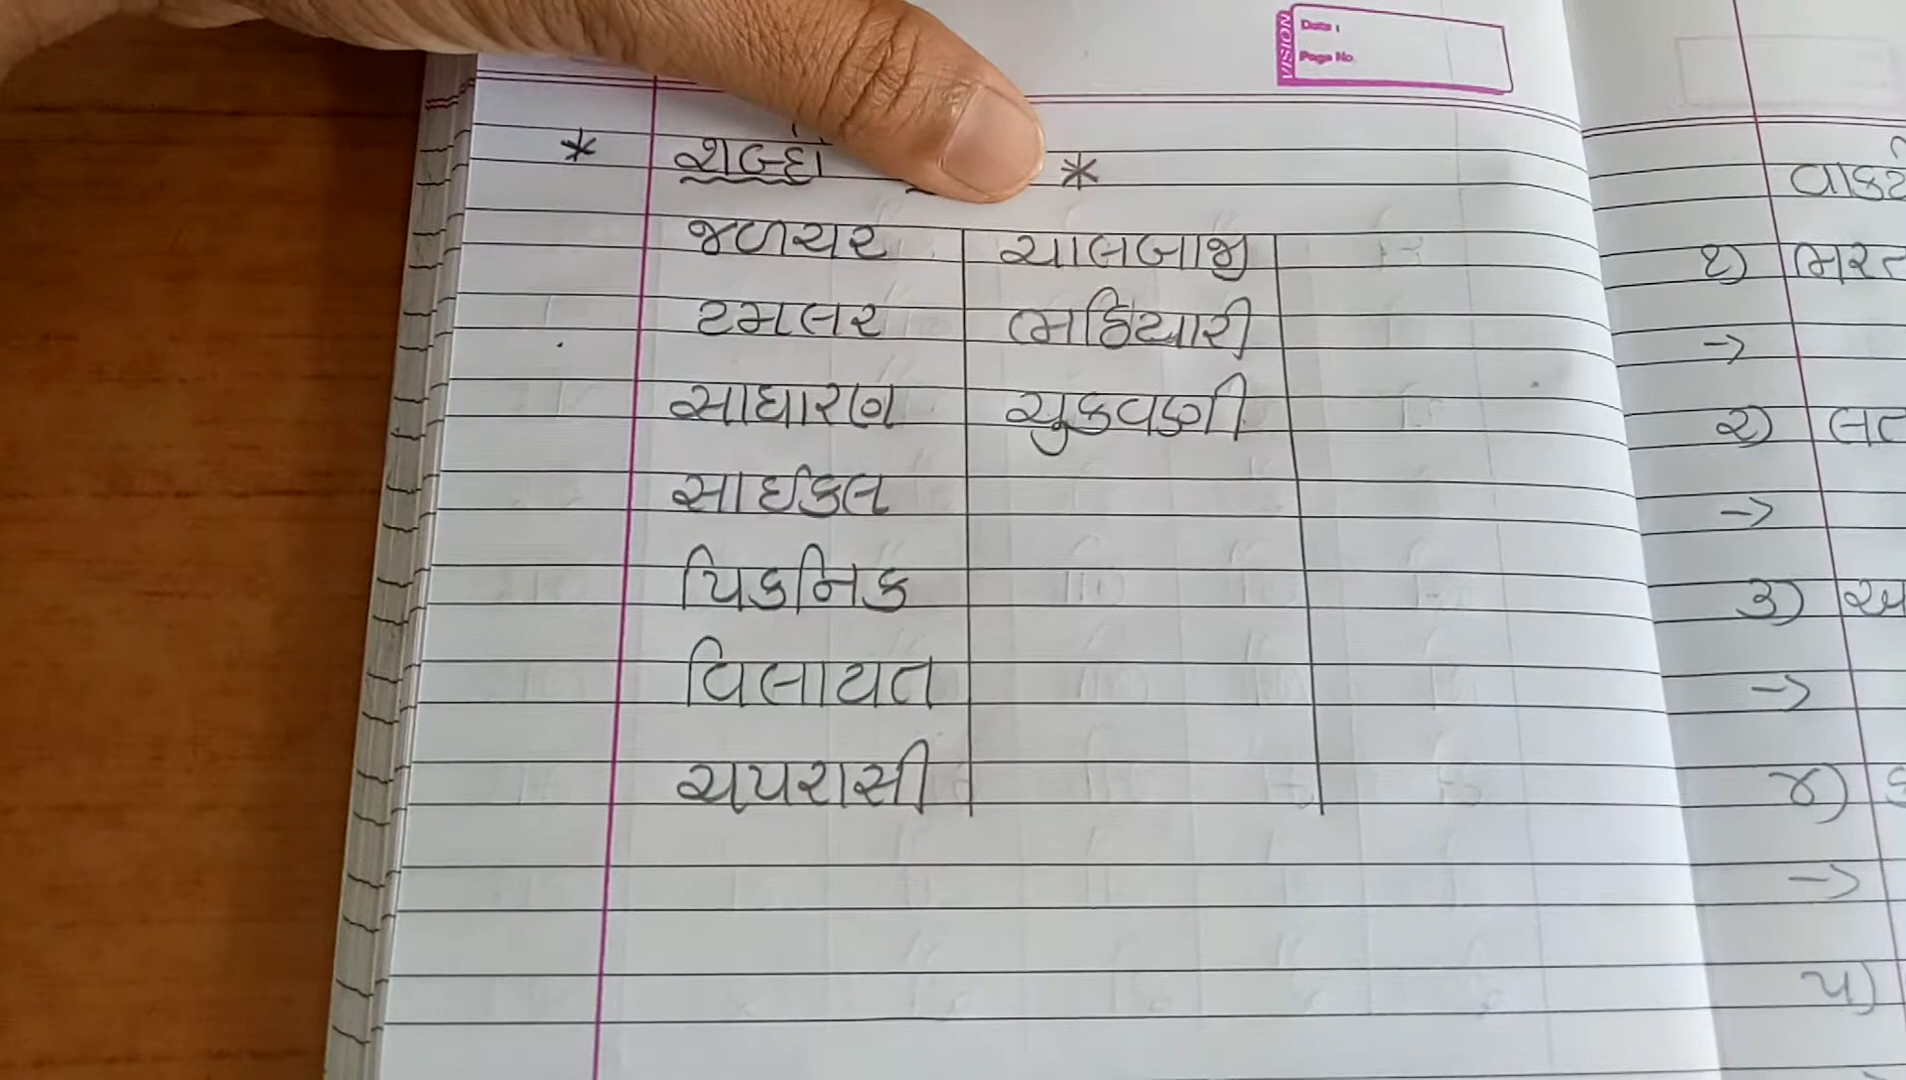 VISION
Date :
Page No.
* શબ્દો *
જળચર ચાલબાજી
ટમલર ભઠિયારી
સાધારણ ચુકવણી
સાઈકલ
પિકનિક
વિલાયત
ચપરાસી
૧) ભરત
→
૨)
→
૩)
→
૪)
→
૫)